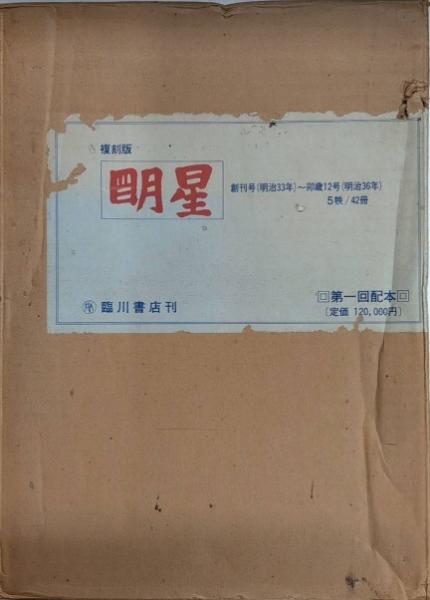 複刻版
明星
創刊号(明治33年)~卯歳12号(明治36年)
5帙/42冊
臨川書店刊
回第一回配本回
〔定価 120,000円〕